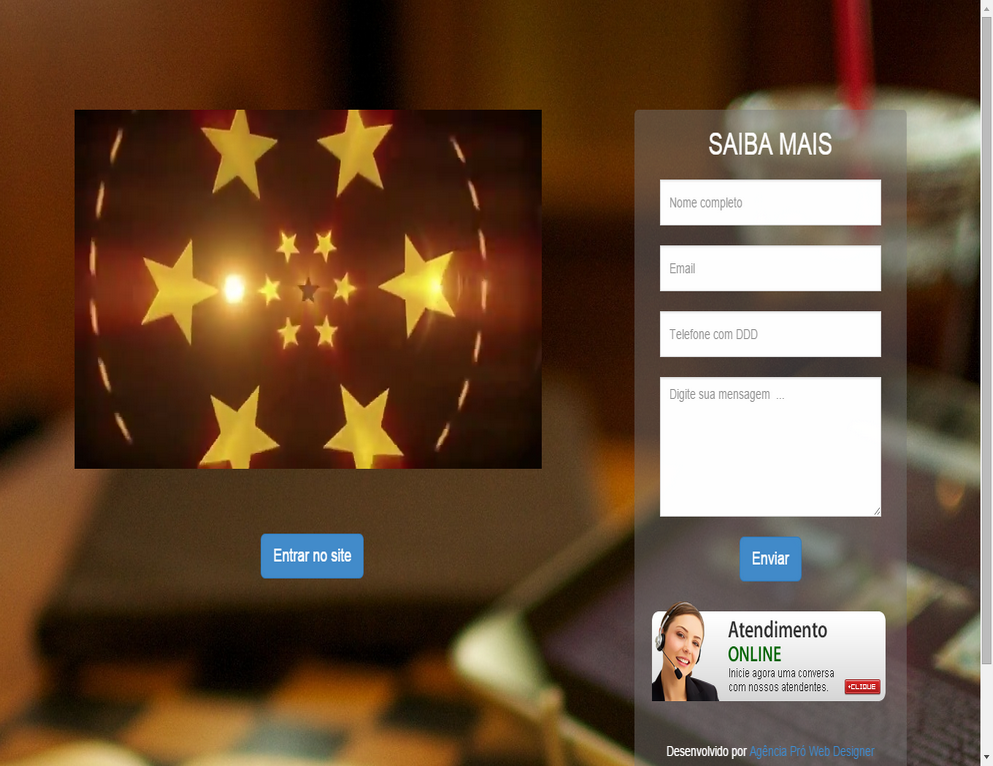 SAIBA MAIS
Nome completo
Email
Telefone com DDD
Digite sua mensagem ...
Entrar no site
Enviar
Atendimento
ONLINE
Inicie agora uma conversa
com nossos atendentes.
+CLIQUE
Desenvolvido por Agência Pró Web Designer